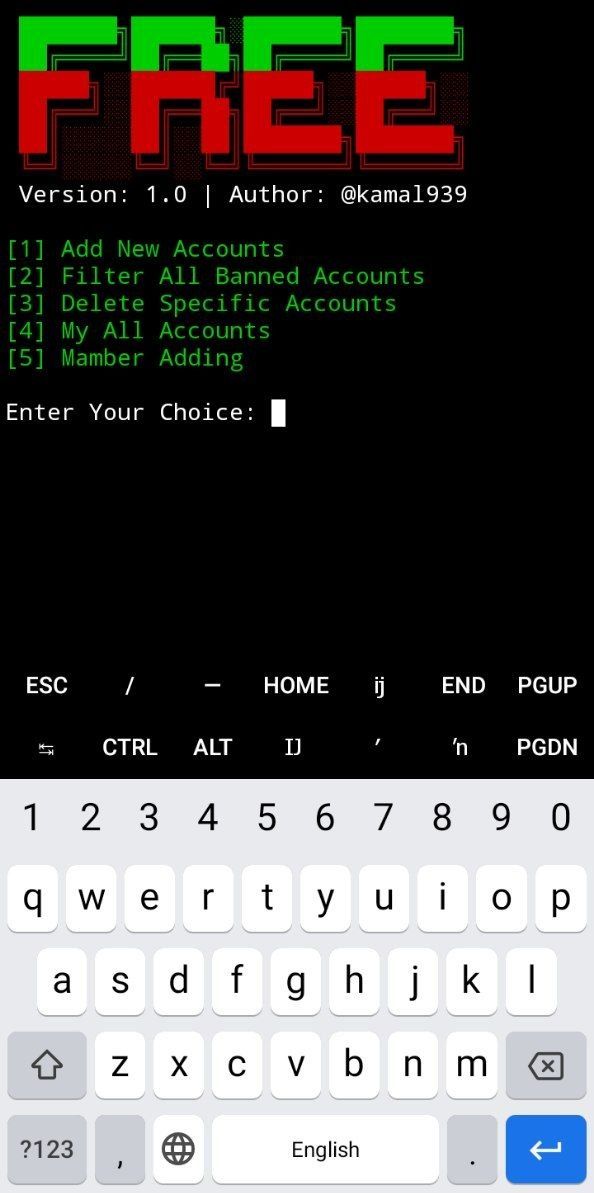 FREE
Version: 1.0 | Author: @kamal939
[1] Add New Accounts
[2] Filter All Banned Accounts
[3] Delete Specific Accounts
[4] My All Accounts
[5] Mamber Adding
Enter Your Choice:
ESC / — HOME ij END PGUP
↹ CTRL ALT IJ ′ ŉ PGDN
1 2 3 4 5 6 7 8 9 0
q w e r t y u i o p
a s d f g h j k l
z x c v b n m
?123 , English .